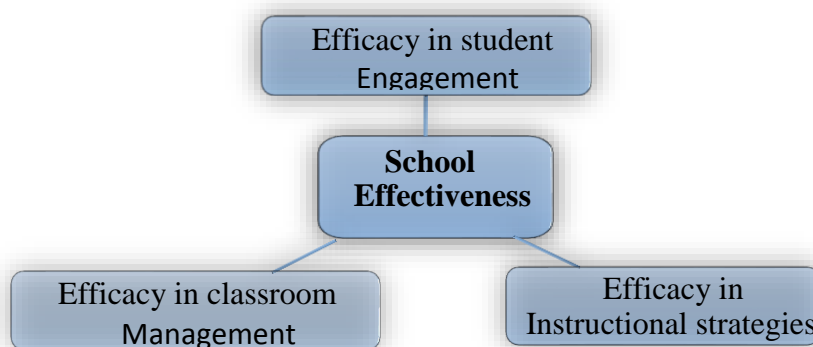 Efficacy in student
Engagement
School
Effectiveness
Efficacy in classroom
Management
Efficacy in
Instructional strategies